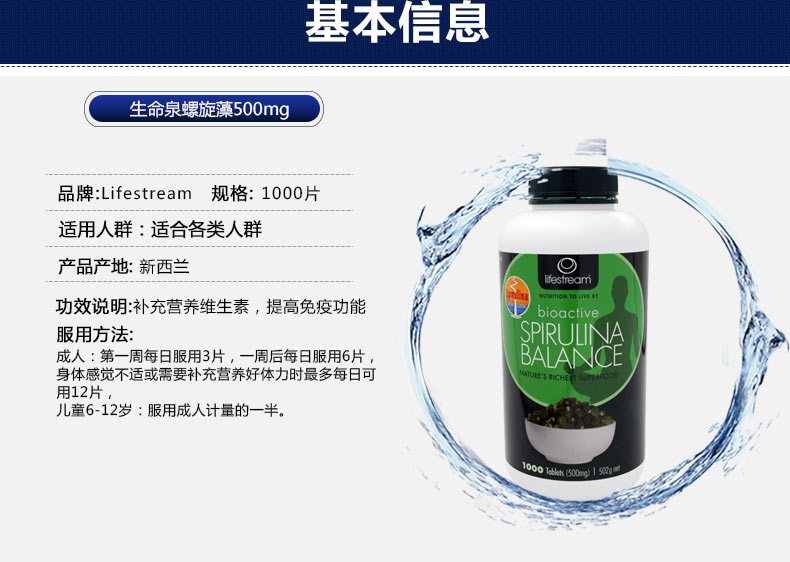 基本信息
生命泉螺旋藻500mg
品牌:Lifestream 规格: 1000片
适用人群：适合各类人群
产品产地: 新西兰
功效说明:补充营养维生素，提高免疫功能
服用方法:
成人：第一周每日服用3片，一周后每日服用6片，
身体感觉不适或需要补充营养好体力时最多每日可
用12片，
儿童6-12岁：服用成人计量的一半。
lifestream
NUTRITION TO LIVE BY
Spirulina
bioactive
SPIRULINA
BALANCE
NATURE'S RICHEST SUPERFOOD
1000 Tablets (500mg) | 502g net